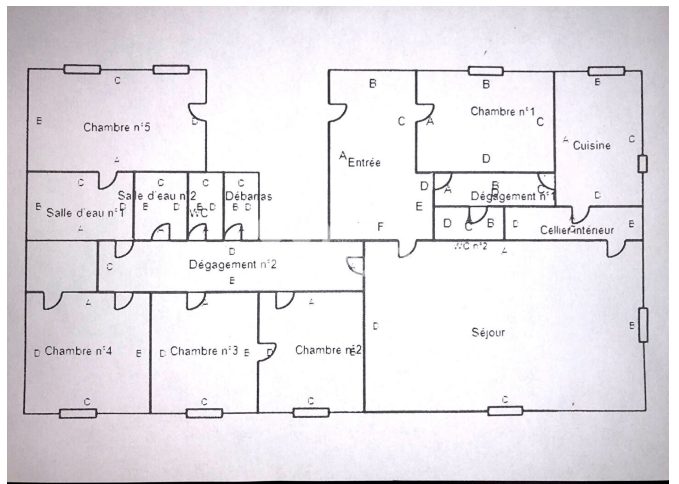 C
B
B
B
E
Chambre n°5
D
C
A
C
Chambre n°1
A
Cuisine
C
A
A
Entrée
D
C
C
C
Salle d'eau n°2
Débarras
D
A
B
C
D
Dégagement n°1
E
D
E
D
E
D
E
D
Salle d'eau n°1
WC
E
A
A
A
A
F
D
C
B
D
A
Cellier intérieur
E
WC n°2
A
D
C
Dégagement n°2
A
E
A
A
A
A
D
Séjour
E
D
Chambre n°4
E
D
Chambre n°3
E
D
Chambre n°2
E
C
C
C
C